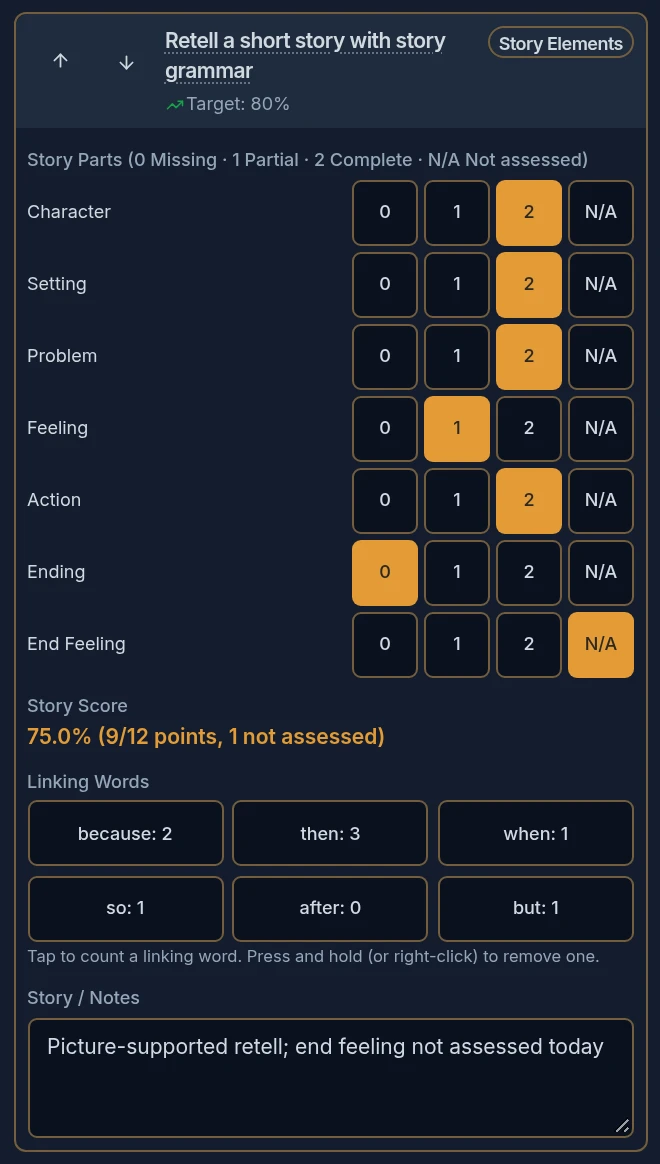 Retell a short story with story
grammar
Story Elements
Target: 80%
Story Parts (0 Missing · 1 Partial · 2 Complete · N/A Not assessed)
Character 0 1 2 N/A
Setting 0 1 2 N/A
Problem 0 1 2 N/A
Feeling 0 1 2 N/A
Action 0 1 2 N/A
Ending 0 1 2 N/A
End Feeling 0 1 2 N/A
Story Score
75.0% (9/12 points, 1 not assessed)
Linking Words
because: 2 then: 3 when: 1
so: 1 after: 0 but: 1
Tap to count a linking word. Press and hold (or right-click) to remove one.
Story / Notes
Picture-supported retell; end feeling not assessed today